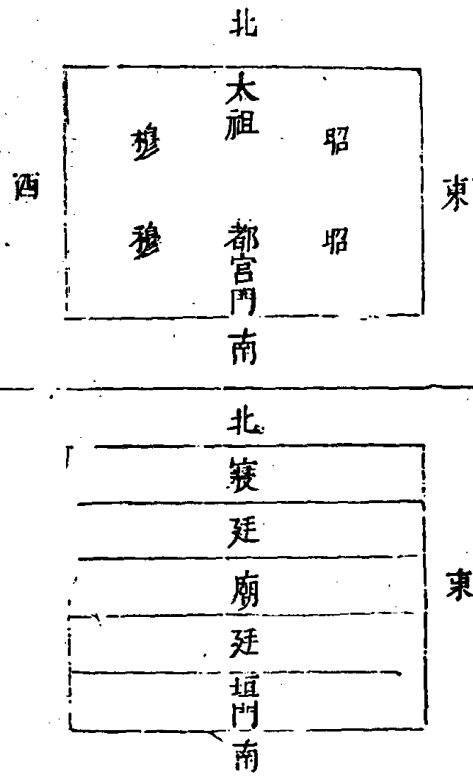 北
太祖
昭
昭
穆
穆
都宮門
東
西
南
北
寢
廷
廟
廷
垣門
東
南